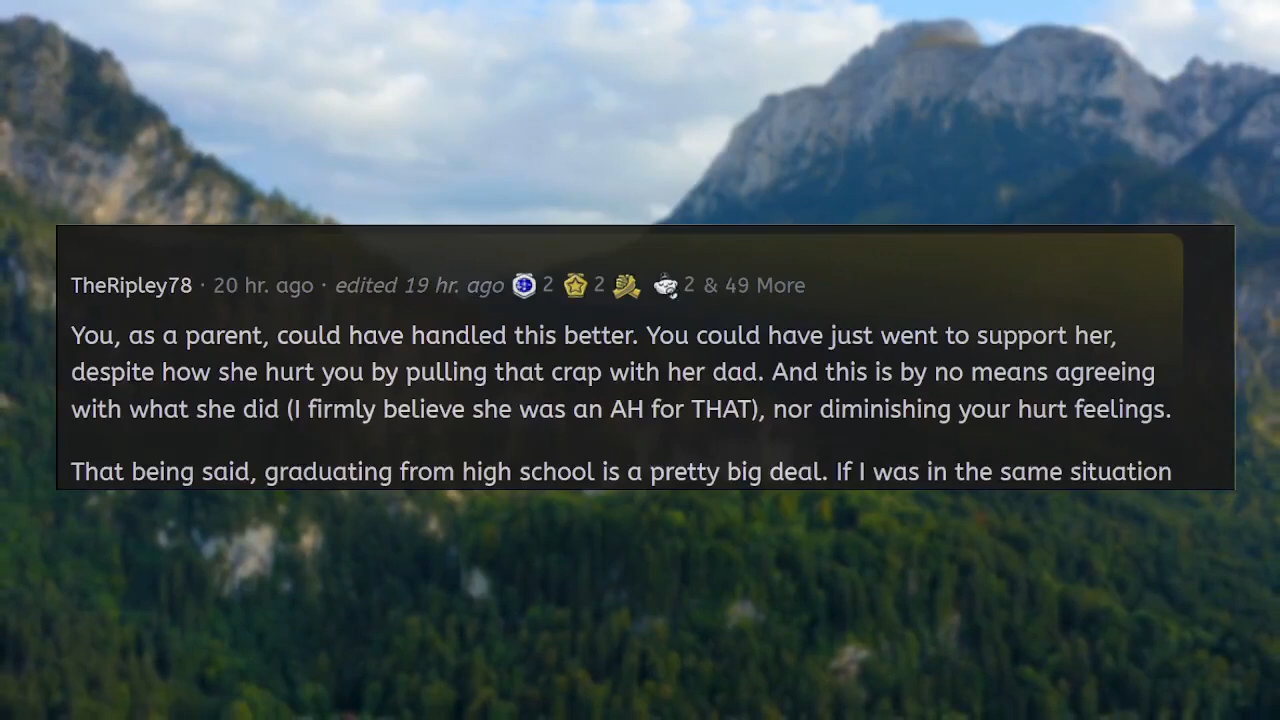 TheRipley78 · 20 hr. ago · edited 19 hr. ago 2 2 2 & 49 More
You, as a parent, could have handled this better. You could have just went to support her,
despite how she hurt you by pulling that crap with her dad. And this is by no means agreeing
with what she did (I firmly believe she was an AH for THAT), nor diminishing your hurt feelings.
That being said, graduating from high school is a pretty big deal. If I was in the same situation